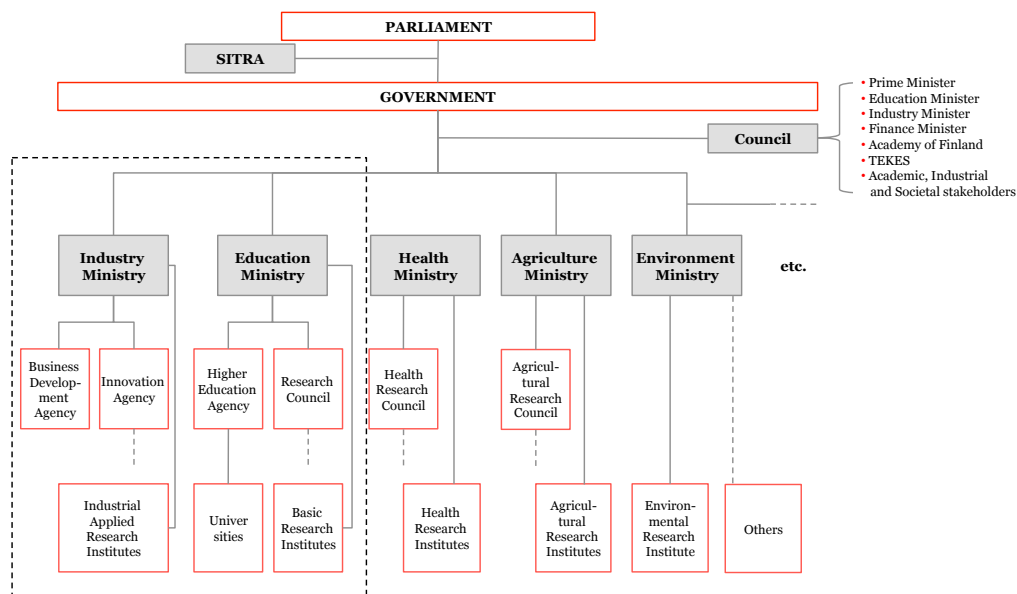 PARLIAMENT
SITRA
GOVERNMENT
Council
• Prime Minister
• Education Minister
• Industry Minister
• Finance Minister
• Academy of Finland
• TEKES
• Academic, Industrial
and Societal stakeholders
Industry
Ministry
Education
Ministry
Health
Ministry
Agriculture
Ministry
Environment
Ministry
etc.
Business
Develop-
ment
Agency
Innovation
Agency
Higher
Education
Agency
Research
Council
Health
Research
Council
Agricul-
tural
Research
Council
Industrial
Applied
Research
Institutes
Univer
sities
Basic
Research
Institutes
Health
Research
Institutes
Agricul-
tural
Research
Institutes
Environ-
mental
Research
Institute
Others